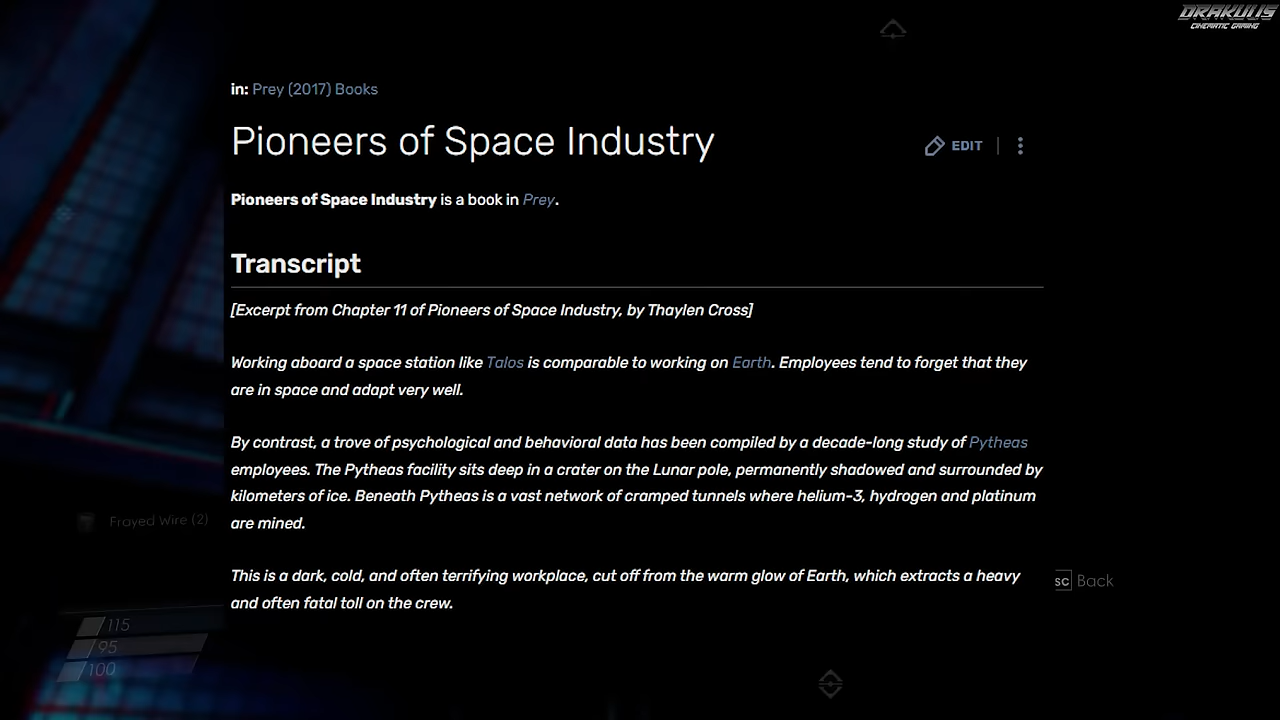 DRAKULIS
CINEMATIC GAMING
in: Prey (2017) Books
Pioneers of Space Industry
EDIT
Pioneers of Space Industry is a book in Prey.
Transcript
[Excerpt from Chapter 11 of Pioneers of Space Industry, by Thaylen Cross]
Working aboard a space station like Talos is comparable to working on Earth. Employees tend to forget that they
are in space and adapt very well.
By contrast, a trove of psychological and behavioral data has been compiled by a decade-long study of Pytheas
employees. The Pytheas facility sits deep in a crater on the Lunar pole, permanently shadowed and surrounded by
kilometers of ice. Beneath Pytheas is a vast network of cramped tunnels where helium-3, hydrogen and platinum
are mined.
Frayed Wire (2)
This is a dark, cold, and often terrifying workplace, cut off from the warm glow of Earth, which extracts a heavy
and often fatal toll on the crew.
sc Back
115
95
100